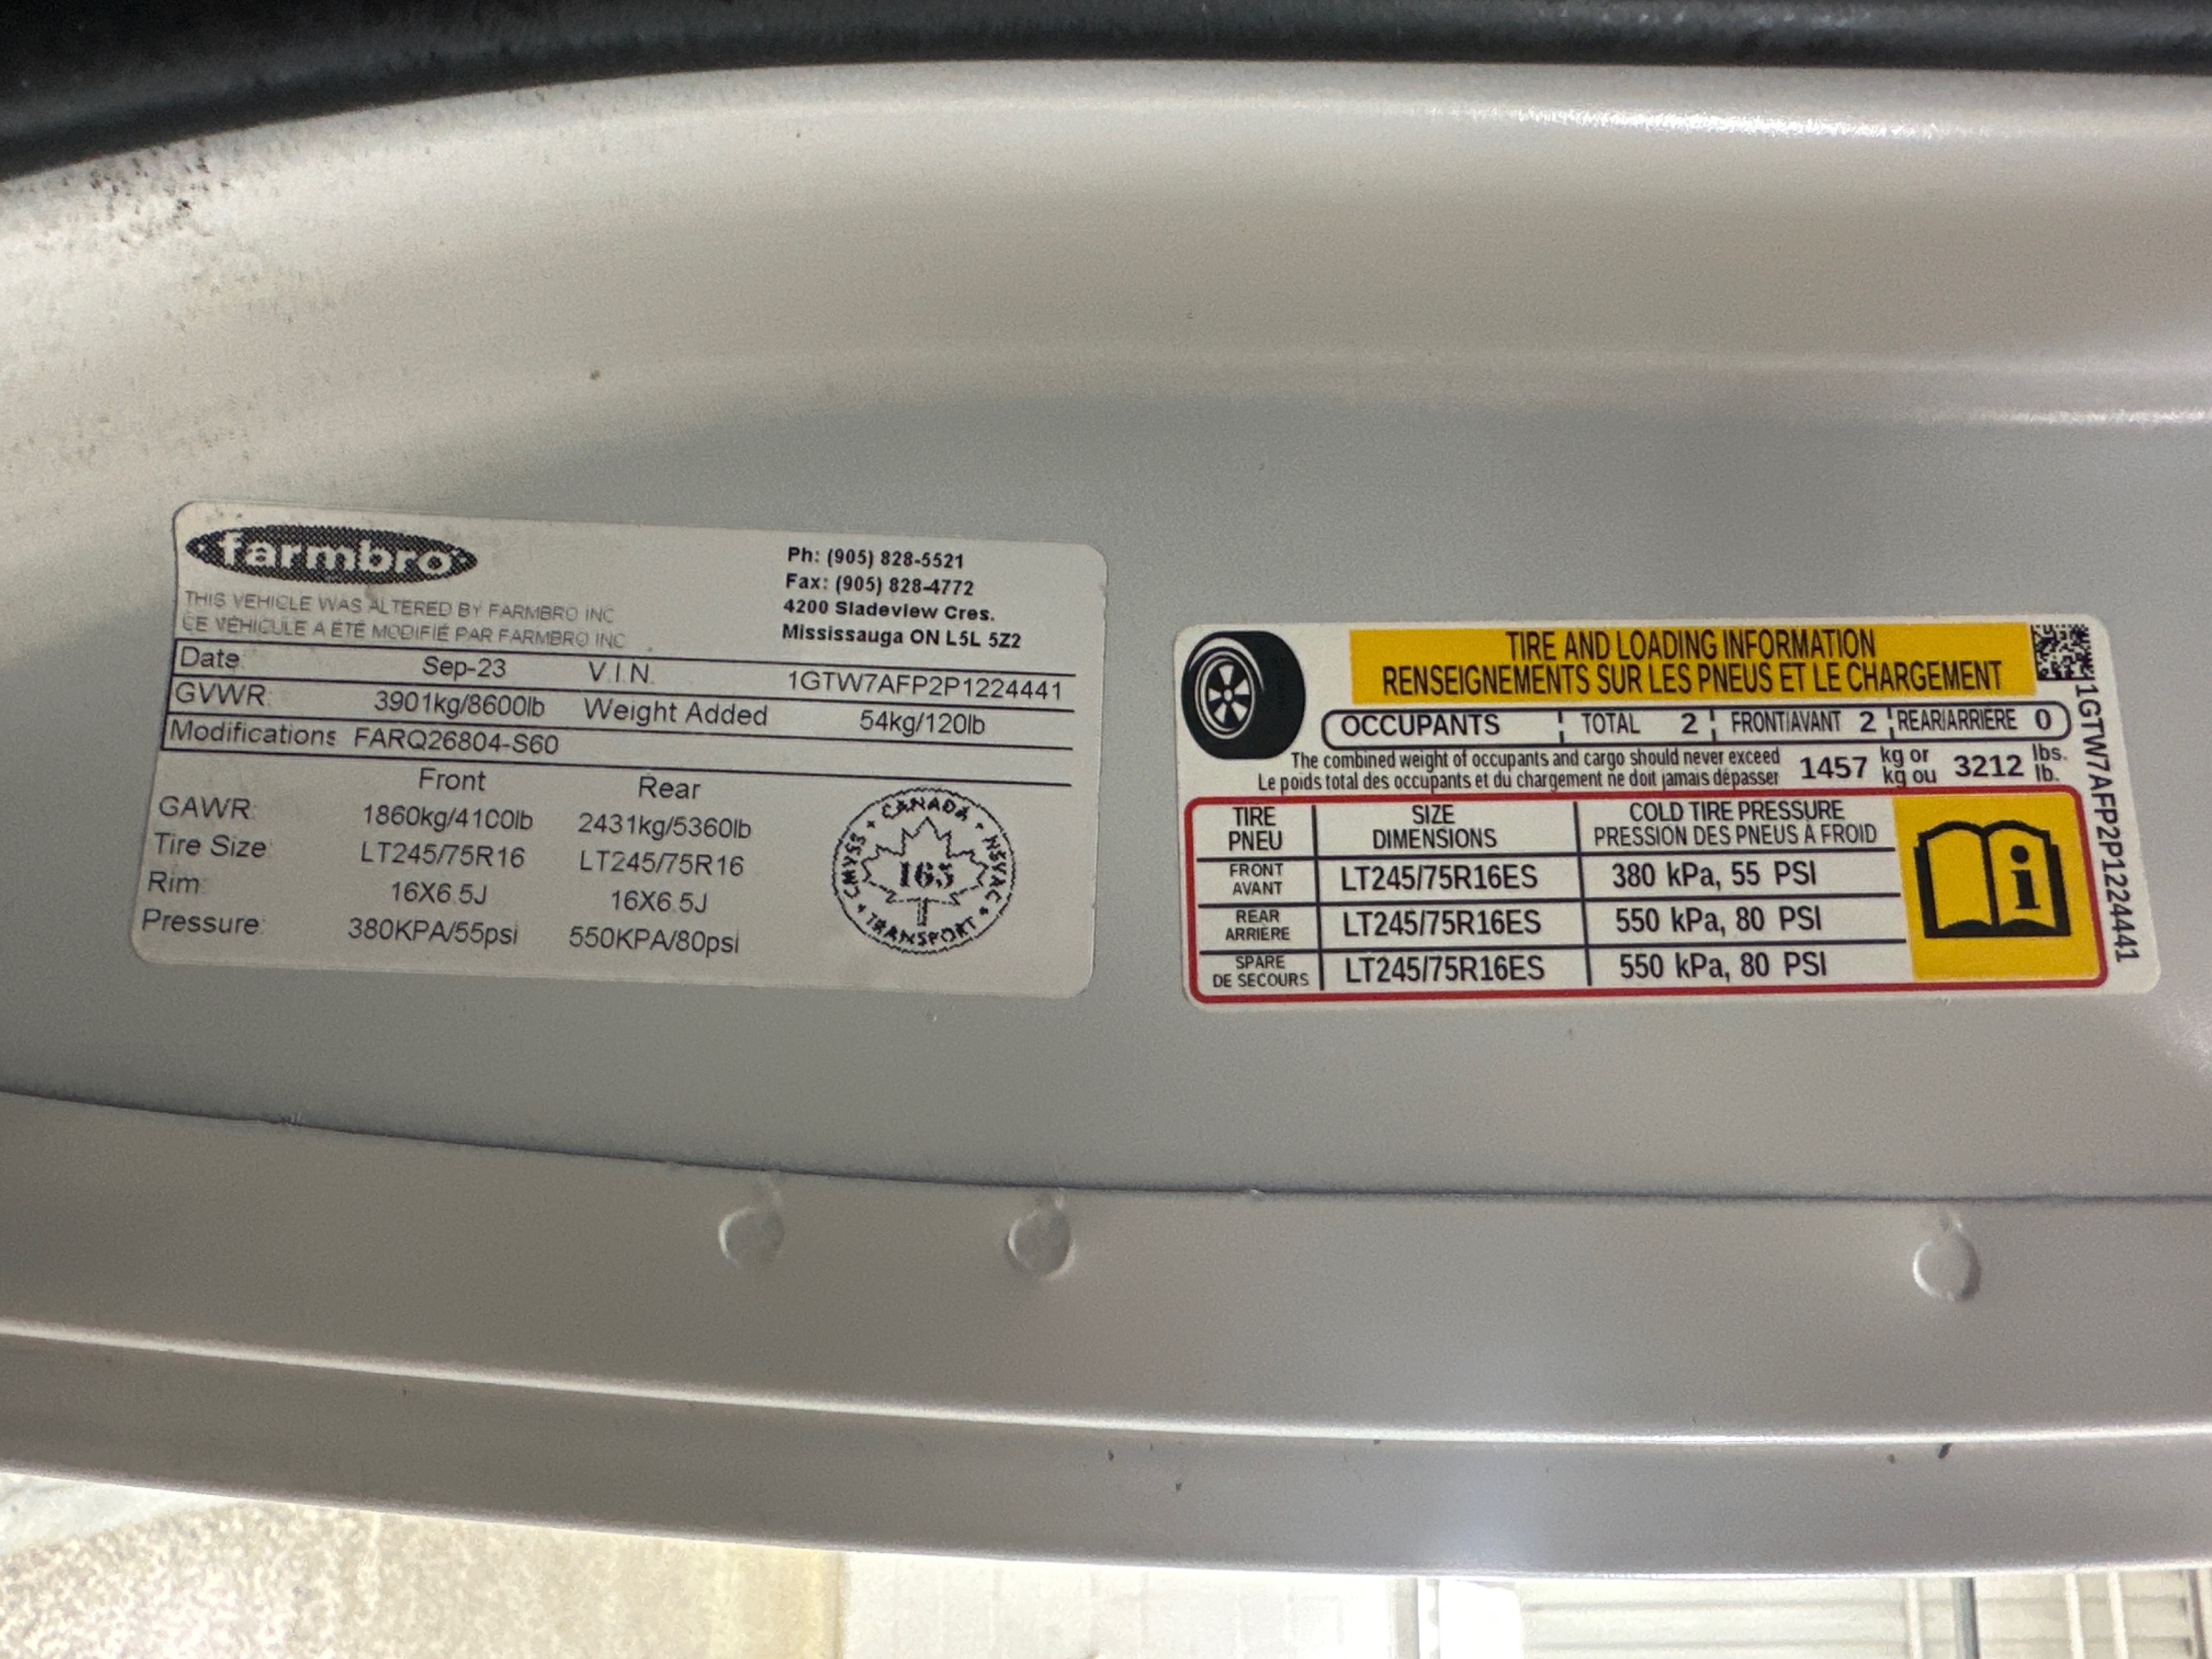 farmbro
THIS VEHICLE WAS ALTERED BY FARMBRO INC
CE VÉHICULE A ÉTÉ MODIFIÉ PAR FARMBRO INC
Ph: (905) 828-5521
Fax: (905) 828-4772
4200 Sladeview Cres.
Mississauga ON L5L 5Z2
Date: Sep-23 V.I.N. 1GTW7AFP2P1224441
GVWR: 3901kg/8600lb Weight Added 54kg/120lb
Modifications FARQ26804-S60
Front Rear
GAWR: 1860kg/4100lb 2431kg/5360lb
Tire Size: LT245/75R16 LT245/75R16
Rim: 16X6.5J 16X6.5J
Pressure: 380KPA/55psi 550KPA/80psi
CANADA • NSVAC • TRANSPORT • CMVSS •
165
TIRE AND LOADING INFORMATION
RENSEIGNEMENTS SUR LES PNEUS ET LE CHARGEMENT
OCCUPANTS ¦ TOTAL 2 ¦ FRONT/AVANT 2 ¦ REAR/ARRIÈRE 0
The combined weight of occupants and cargo should never exceed 1457 kg or 3212 lbs.
Le poids total des occupants et du chargement ne doit jamais dépasser kg ou lb.
TIRE SIZE COLD TIRE PRESSURE
PNEU DIMENSIONS PRESSION DES PNEUS À FROID
FRONT
AVANT LT245/75R16ES 380 kPa, 55 PSI
REAR
ARRIÈRE LT245/75R16ES 550 kPa, 80 PSI
SPARE
DE SECOURS LT245/75R16ES 550 kPa, 80 PSI
i
1GTW7AFP2P1224441